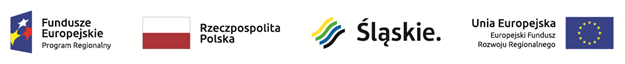 Fundusze
Europejskie
Program Regionalny
Rzeczpospolita
Polska
Śląskie.
Unia Europejska
Europejski Fundusz
Rozwoju Regionalnego